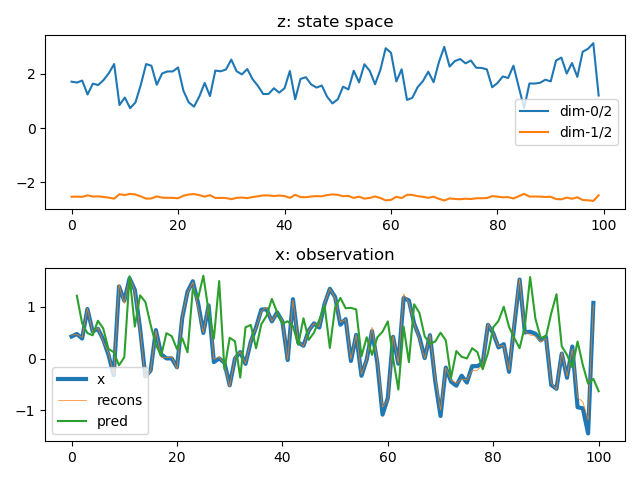 z: state space
2
0
−2
dim-0/2
dim-1/2
0 20 40 60 80 100
x: observation
1
0
−1
x
recons
pred
0 20 40 60 80 100